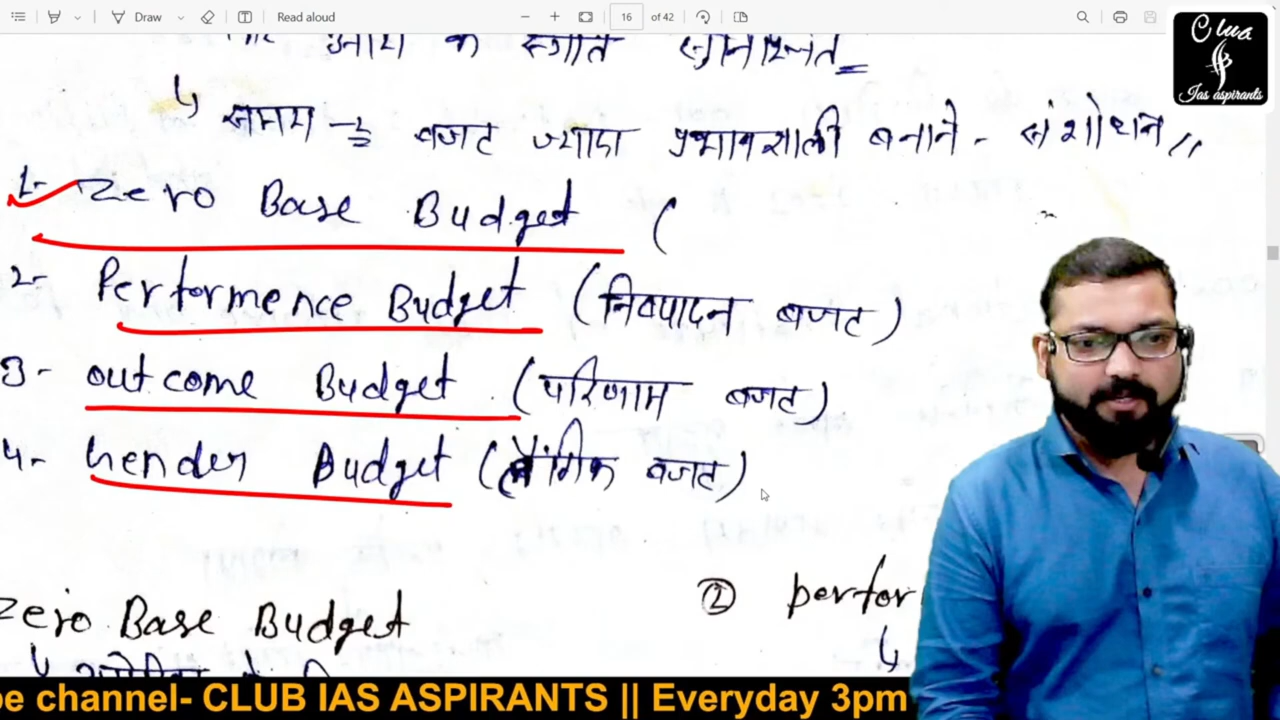 Draw
Read aloud
16 of 42
Club
Ias aspirants
समय → बजट ज्यादा प्रभावशाली बनाने - संशोधन //
1- Zero Base Budget (
2- Performence Budget (निष्पादन बजट)
3- outcome Budget (परिणाम बजट)
4- Gender Budget (लैंगिक बजट)
② perfor
Zero Base Budget
be channel- CLUB IAS ASPIRANTS || Everyday 3pm